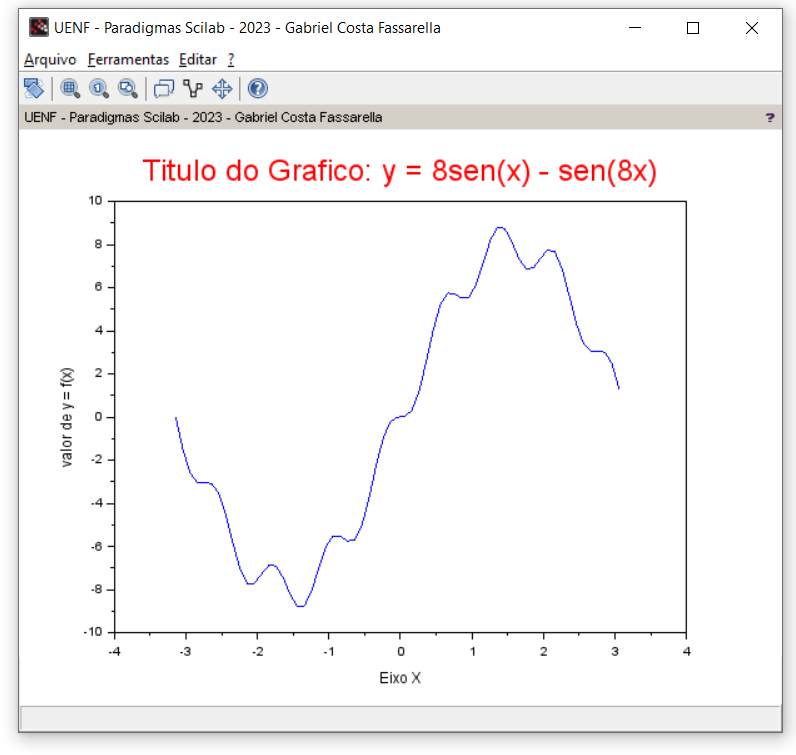 UENF - Paradigmas Scilab - 2023 - Gabriel Costa Fassarella
Arquivo Ferramentas Editar ?
UENF - Paradigmas Scilab - 2023 - Gabriel Costa Fassarella ?
Titulo do Grafico: y = 8sen(x) - sen(8x)
10
8
6
4
2
0
-2
-4
-6
-8
-10
valor de y = f(x)
-4 -3 -2 -1 0 1 2 3 4
Eixo X